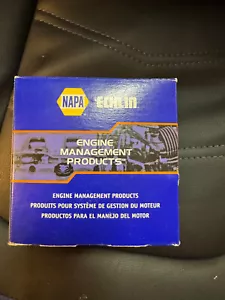 NAPA ECHLIN
ENGINE
MANAGEMENT
PRODUCTS
ENGINE MANAGEMENT PRODUCTS
PRODUITS POUR SYSTÈME DE GESTION DU MOTEUR
PRODUCTOS PARA EL MANEJO DEL MOTOR